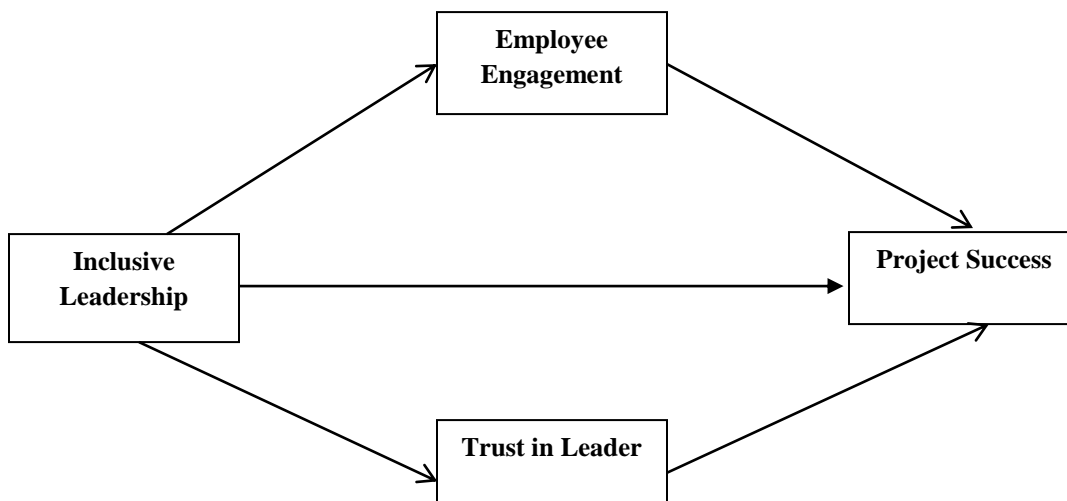 Employee
Engagement
Inclusive
Leadership
Project Success
Trust in Leader